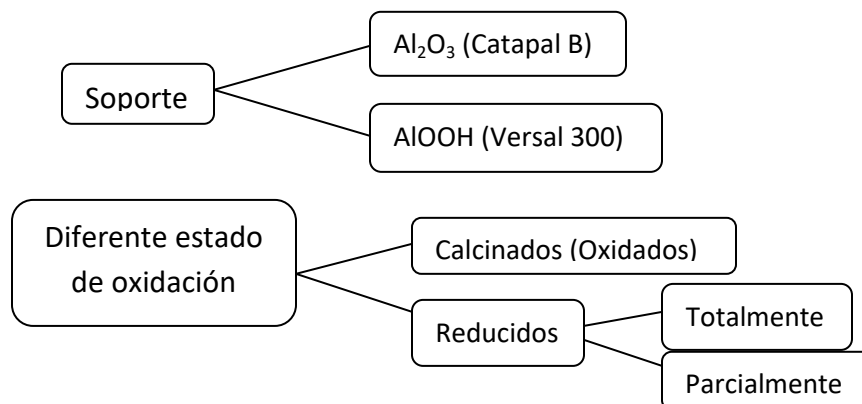 Al₂O₃ (Catapal B)
Soporte
AlOOH (Versal 300)
Diferente estado
de oxidación
Calcinados (Oxidados)
Reducidos
Totalmente
Parcialmente